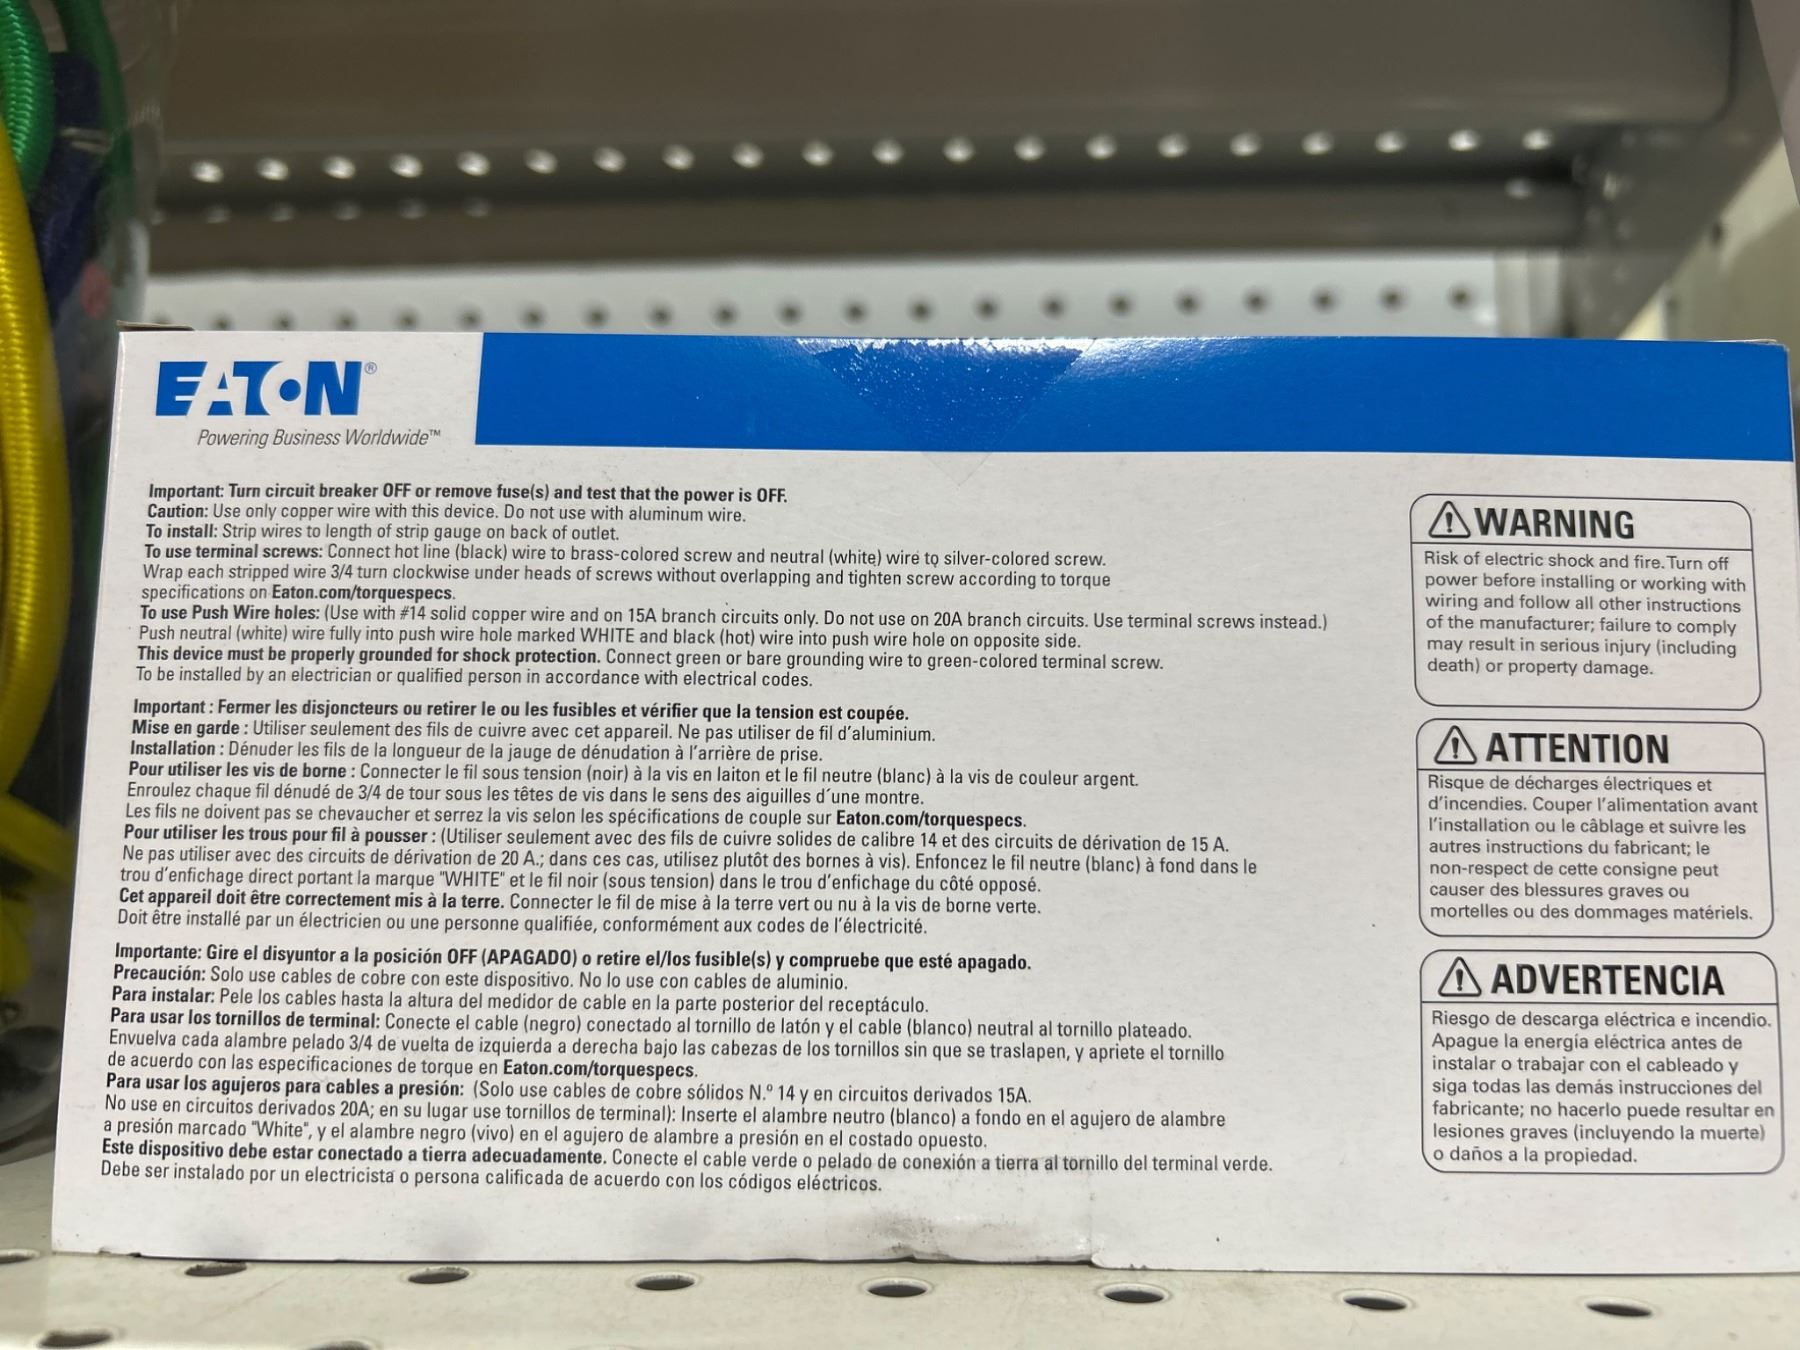 EATON®
Powering Business Worldwide™
Important: Turn circuit breaker OFF or remove fuse(s) and test that the power is OFF.
Caution: Use only copper wire with this device. Do not use with aluminum wire.
To install: Strip wires to length of strip gauge on back of outlet.
To use terminal screws: Connect hot line (black) wire to brass-colored screw and neutral (white) wire to silver-colored screw.
Wrap each stripped wire 3/4 turn clockwise under heads of screws without overlapping and tighten screw according to torque
specifications on Eaton.com/torquespecs.
To use Push Wire holes: (Use with #14 solid copper wire and on 15A branch circuits only. Do not use on 20A branch circuits. Use terminal screws instead.)
Push neutral (white) wire fully into push wire hole marked WHITE and black (hot) wire into push wire hole on opposite side.
This device must be properly grounded for shock protection. Connect green or bare grounding wire to green-colored terminal screw.
To be installed by an electrician or qualified person in accordance with electrical codes.
Important : Fermer les disjoncteurs ou retirer le ou les fusibles et vérifier que la tension est coupée.
Mise en garde : Utiliser seulement des fils de cuivre avec cet appareil. Ne pas utiliser de fil d'aluminium.
Installation : Dénuder les fils de la longueur de la jauge de dénudation à l'arrière de prise.
Pour utiliser les vis de borne : Connecter le fil sous tension (noir) à la vis en laiton et le fil neutre (blanc) à la vis de couleur argent.
Enroulez chaque fil dénudé de 3/4 de tour sous les têtes de vis dans le sens des aiguilles d´une montre.
Les fils ne doivent pas se chevaucher et serrez la vis selon les spécifications de couple sur Eaton.com/torquespecs.
Pour utiliser les trous pour fil à pousser : (Utiliser seulement avec des fils de cuivre solides de calibre 14 et des circuits de dérivation de 15 A.
Ne pas utiliser avec des circuits de dérivation de 20 A.; dans ces cas, utilisez plutôt des bornes à vis). Enfoncez le fil neutre (blanc) à fond dans le
trou d'enfichage direct portant la marque "WHITE" et le fil noir (sous tension) dans le trou d'enfichage du côté opposé.
Cet appareil doit être correctement mis à la terre. Connecter le fil de mise à la terre vert ou nu à la vis de borne verte.
Doit être installé par un électricien ou une personne qualifiée, conformément aux codes de l'électricité.
Importante: Gire el disyuntor a la posición OFF (APAGADO) o retire el/los fusible(s) y compruebe que esté apagado.
Precaución: Solo use cables de cobre con este dispositivo. No lo use con cables de aluminio.
Para instalar: Pele los cables hasta la altura del medidor de cable en la parte posterior del receptáculo.
Para usar los tornillos de terminal: Conecte el cable (negro) conectado al tornillo de latón y el cable (blanco) neutral al tornillo plateado.
Envuelva cada alambre pelado 3/4 de vuelta de izquierda a derecha bajo las cabezas de los tornillos sin que se traslapen, y apriete el tornillo
de acuerdo con las especificaciones de torque en Eaton.com/torquespecs.
Para usar los agujeros para cables a presión: (Solo use cables de cobre sólidos N.º 14 y en circuitos derivados 15A.
No use en circuitos derivados 20A; en su lugar use tornillos de terminal): Inserte el alambre neutro (blanco) a fondo en el agujero de alambre
a presión marcado "White", y el alambre negro (vivo) en el agujero de alambre a presión en el costado opuesto.
Este dispositivo debe estar conectado a tierra adecuadamente. Conecte el cable verde o pelado de conexión a tierra al tornillo del terminal verde.
Debe ser instalado por un electricista o persona calificada de acuerdo con los códigos eléctricos.
WARNING
Risk of electric shock and fire. Turn off
power before installing or working with
wiring and follow all other instructions
of the manufacturer; failure to comply
may result in serious injury (including
death) or property damage.
ATTENTION
Risque de décharges électriques et
d'incendies. Couper l'alimentation avant
l'installation ou le câblage et suivre les
autres instructions du fabricant; le
non-respect de cette consigne peut
causer des blessures graves ou
mortelles ou des dommages matériels.
ADVERTENCIA
Riesgo de descarga eléctrica e incendio.
Apague la energía eléctrica antes de
instalar o trabajar con el cableado y
siga todas las demás instrucciones del
fabricante; no hacerlo puede resultar en
lesiones graves (incluyendo la muerte)
o daños a la propiedad.